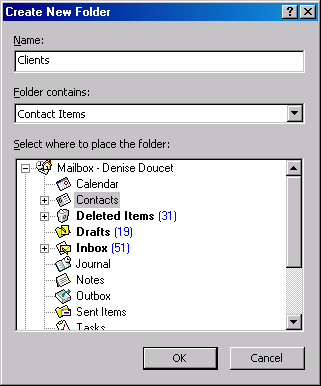 Create New Folder
Name:
Clients
Folder contains:
Contact Items
Select where to place the folder:
Mailbox - Denise Doucet
Calendar
Contacts
Deleted Items (31)
Drafts (19)
Inbox (51)
Journal
Notes
Outbox
Sent Items
Tasks
OK Cancel